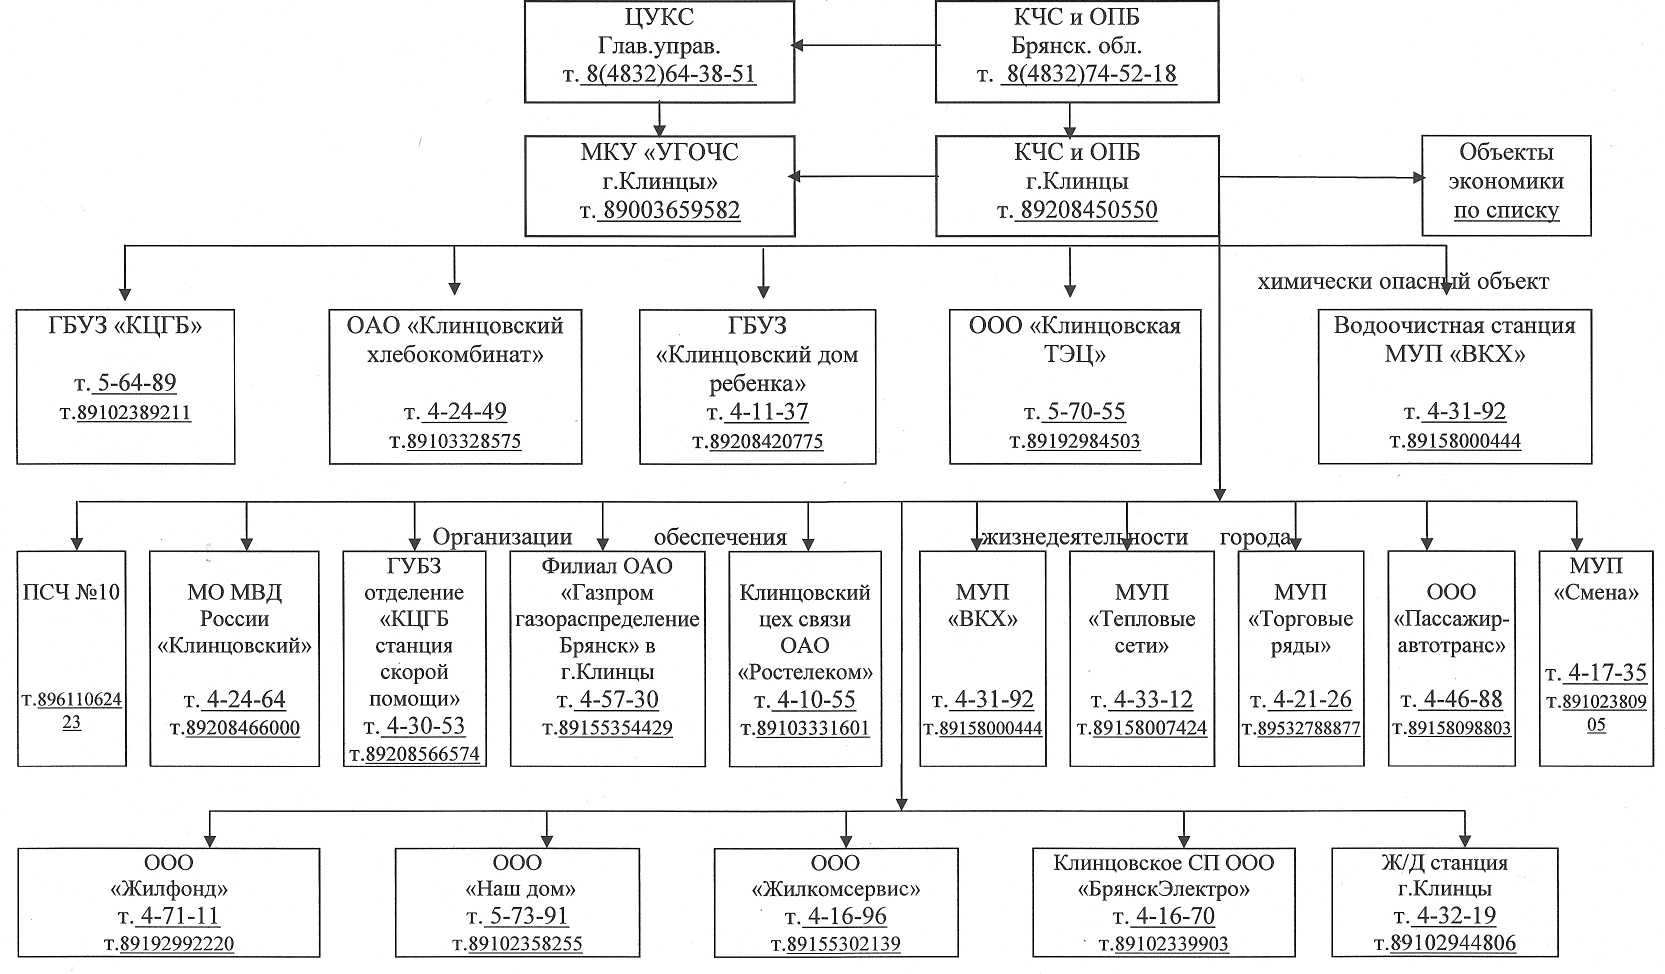 ЦУКС
Глав.управ.
т. 8(4832)64-38-51
КЧС и ОПБ
Брянск. обл.
т. 8(4832)74-52-18
МКУ «УГОЧС
г.Клинцы»
т. 89003659582
КЧС и ОПБ
г.Клинцы
т. 89208450550
Объекты
экономики
по списку
химически опасный объект
ГБУЗ «КЦГБ»
т. 5-64-89
т.89102389211
ОАО «Клинцовский
хлебокомбинат»
т. 4-24-49
т.89103328575
ГБУЗ
«Клинцовский дом
ребенка»
т. 4-11-37
т.89208420775
ООО «Клинцовская
ТЭЦ»
т. 5-70-55
т.89192984503
Водоочистная станция
МУП «ВКХ»
т. 4-31-92
т.89158000444
Организации обеспечения жизнедеятельности города
ПСЧ №10
т.896110624
23
МО МВД
России
«Клинцовский»
т. 4-24-64
т.89208466000
ГУБЗ
отделение
«КЦГБ
станция
скорой
помощи»
т. 4-30-53
т.89208566574
Филиал ОАО
«Газпром
газораспределение
Брянск» в
г.Клинцы
т. 4-57-30
т.89155354429
Клинцовский
цех связи
ОАО
«Ростелеком»
т. 4-10-55
т.89103331601
МУП
«ВКХ»
т. 4-31-92
т.89158000444
МУП
«Тепловые
сети»
т. 4-33-12
т.89158007424
МУП
«Торговые
ряды»
т. 4-21-26
т.89532788877
ООО
«Пассажир-
автотранс»
т. 4-46-88
т.89158098803
МУП
«Смена»
т. 4-17-35
т.891023809
05
ООО
«Жилфонд»
т. 4-71-11
т.89192992220
ООО
«Наш дом»
т. 5-73-91
т.89102358255
ООО
«Жилкомсервис»
т. 4-16-96
т.89155302139
Клинцовское СП ООО
«БрянскЭлектро»
т. 4-16-70
т.89102339903
Ж/Д станция
г.Клинцы
т. 4-32-19
т.89102944806